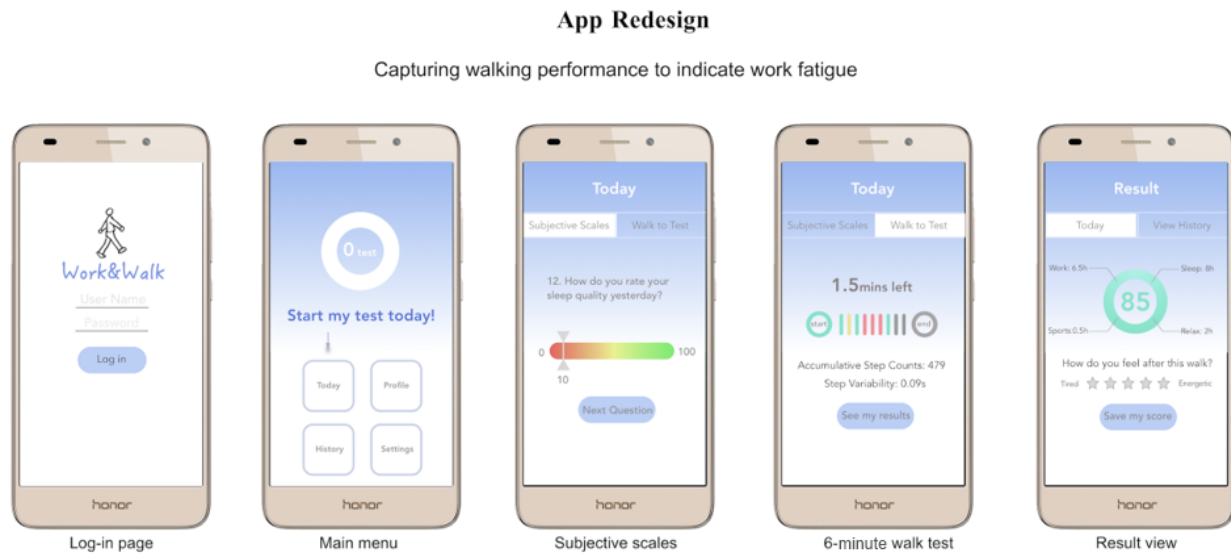 App Redesign
Capturing walking performance to indicate work fatigue
Work&Walk
User Name
Password
Log in
honor
Log-in page
0 test
Start my test today!
Today
Profile
History
Settings
honor
Main menu
Today
Subjective Scales
Walk to Test
12. How do you rate your
sleep quality yesterday?
0
100
10
Next Question
honor
Subjective scales
Today
Subjective Scales
Walk to Test
1.5mins left
start
end
Accumulative Step Counts: 479
Step Variability: 0.09s
See my results
honor
6-minute walk test
Result
Today
View History
Work: 6.5h
Sleep: 8h
85
Sports:0.5h
Relax: 2h
How do you feel after this walk?
Tired
Energetic
Save my score
honor
Result view